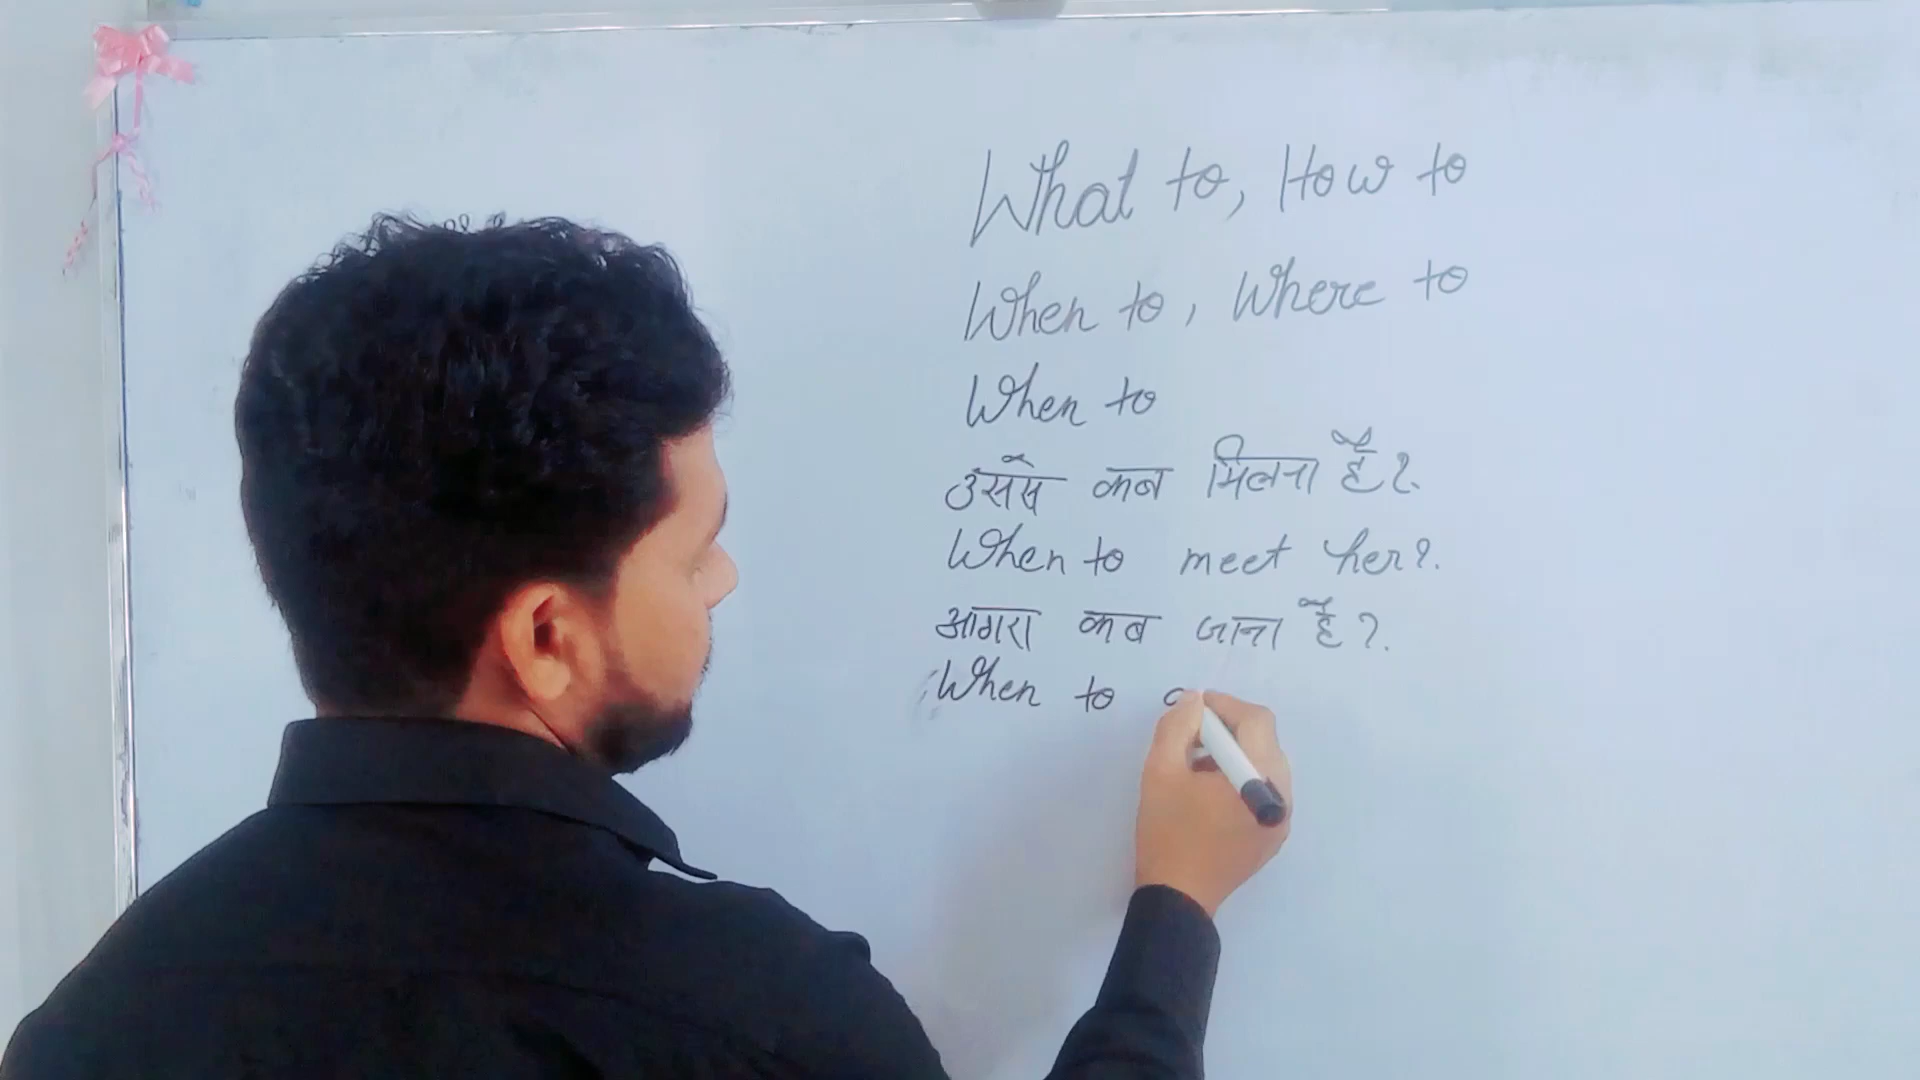 What to, How to
When to, Where to
When to
उससे कब मिलना है?.
When to meet her?.
आगरा कब जाना है?.
When to